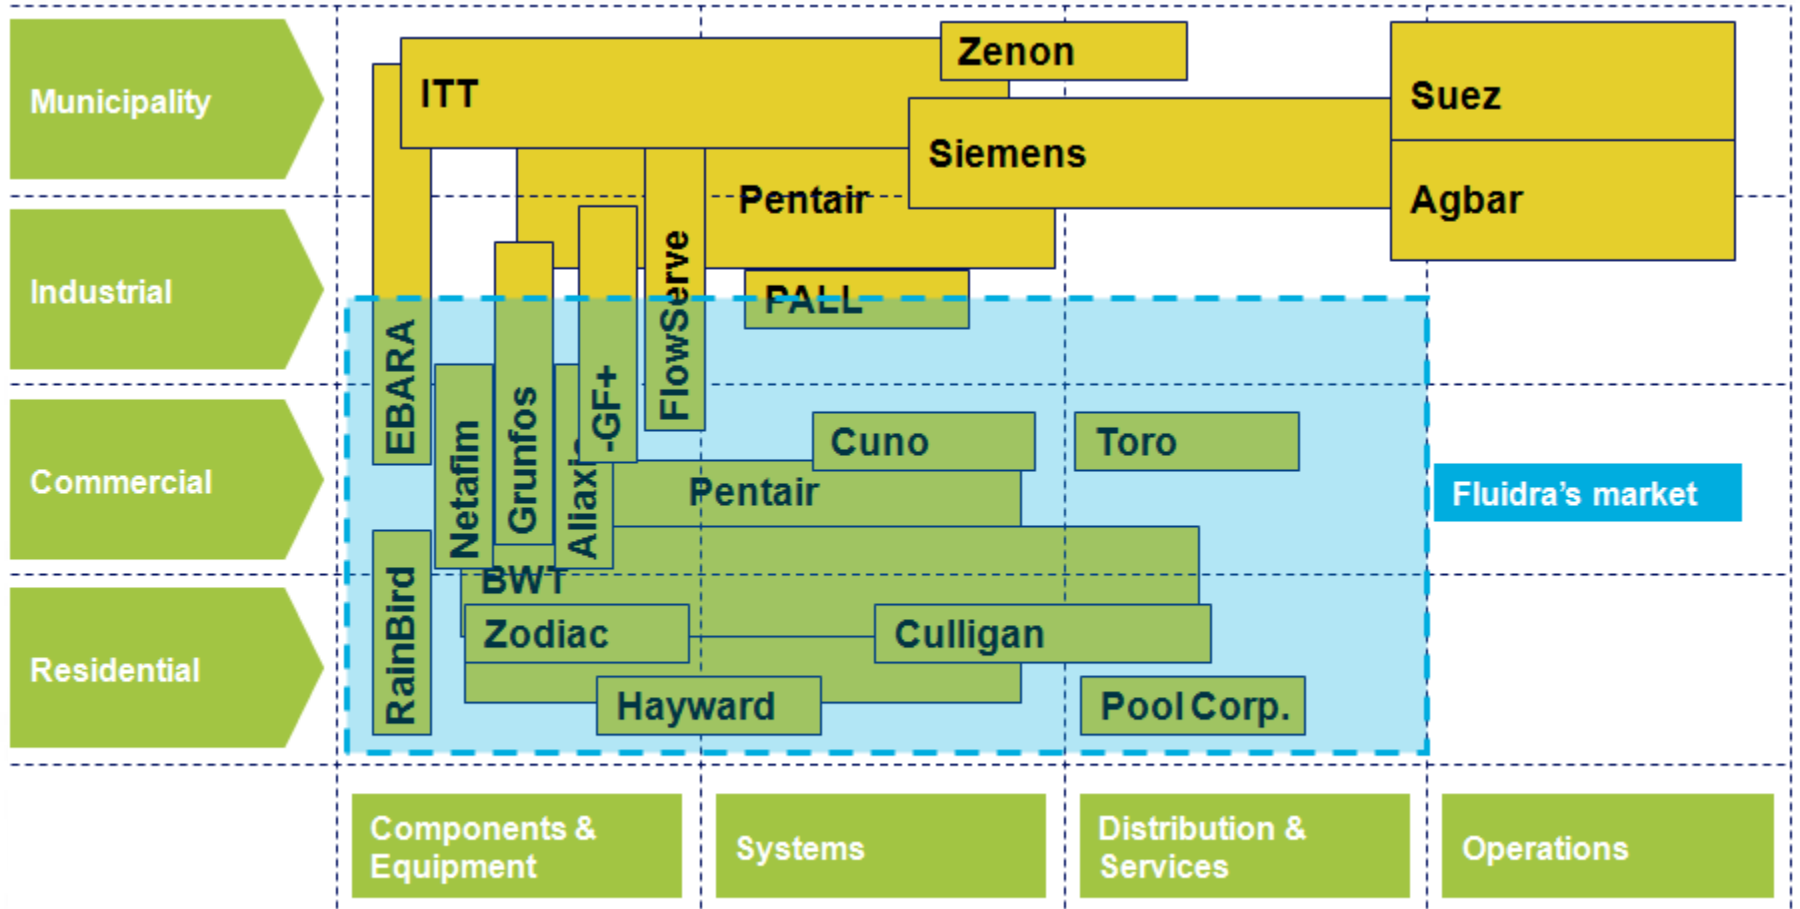 Municipality
ITT
Zenon
Siemens
Suez
Agbar
Pentair
Industrial
PALL
FlowServe
EBARA
Netafim
Grunfos
-GF+
Commercial
Cuno
Toro
Pentair
Fluidra’s market
BWT
RainBird
Zodiac
Culligan
Residential
Hayward
Pool Corp.
Components &
Equipment
Systems
Distribution &
Services
Operations